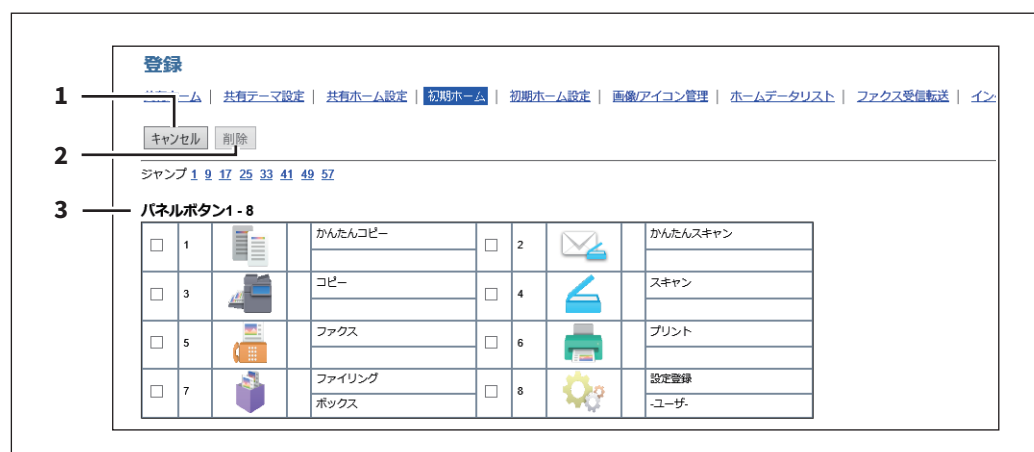 登録
1
共有ホーム | 共有テーマ設定 | 共有ホーム設定 | 初期ホーム | 初期ホーム設定 | 画像/アイコン管理 | ホームデータリスト | ファクス受信転送 | イン
キャンセル 削除
2
ジャンプ 1 9 17 25 33 41 49 57
3 パネルボタン1 - 8
1 かんたんコピー 2 かんたんスキャン
3 コピー 4 スキャン
5 ファクス 6 プリント
7 ファイリング 8 設定登録
ボックス -ユーザ-